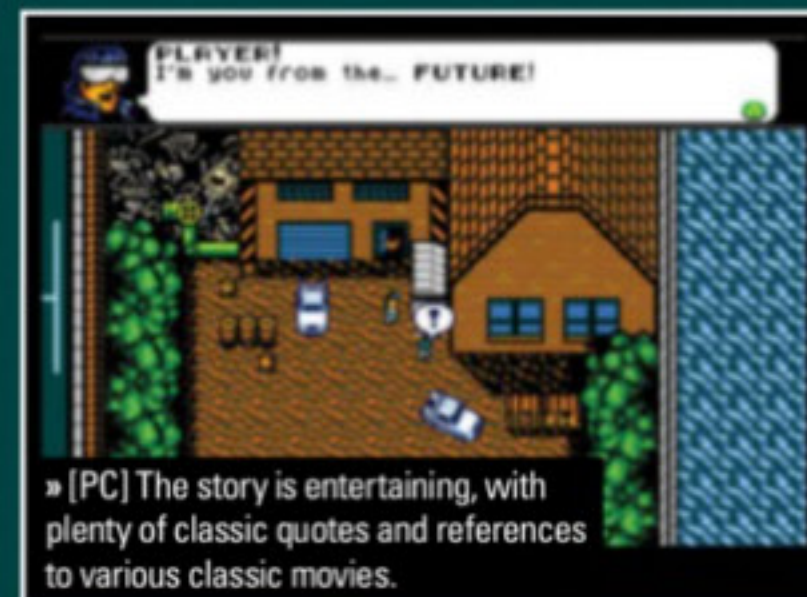 PLAYER!
I'm you from the… FUTURE!
» [PC] The story is entertaining, with
plenty of classic quotes and references
to various classic movies.